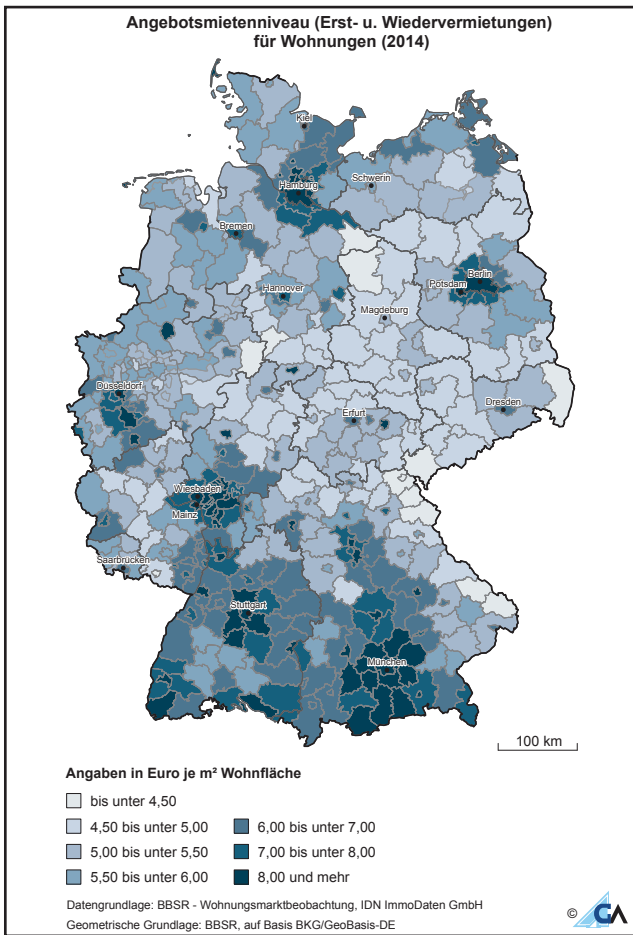 Angebotsmietenniveau (Erst- u. Wiedervermietungen)
für Wohnungen (2014)
Kiel
Schwerin
Hamburg
Bremen
Hannover
Berlin
Potsdam
Magdeburg
Düsseldorf
Erfurt
Dresden
Wiesbaden
Mainz
Saarbrücken
Stuttgart
München
100 km
Angaben in Euro je m² Wohnfläche
bis unter 4,50
4,50 bis unter 5,00
5,00 bis unter 5,50
5,50 bis unter 6,00
6,00 bis unter 7,00
7,00 bis unter 8,00
8,00 und mehr
Datengrundlage: BBSR - Wohnungsmarktbeobachtung, IDN ImmoDaten GmbH
Geometrische Grundlage: BBSR, auf Basis BKG/GeoBasis-DE
© GA